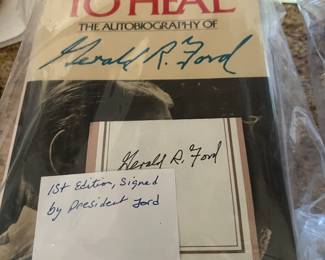 TO HEAL
THE AUTOBIOGRAPHY OF
Gerald R. Ford
Gerald R. Ford
1st Edition, Signed
by President Ford